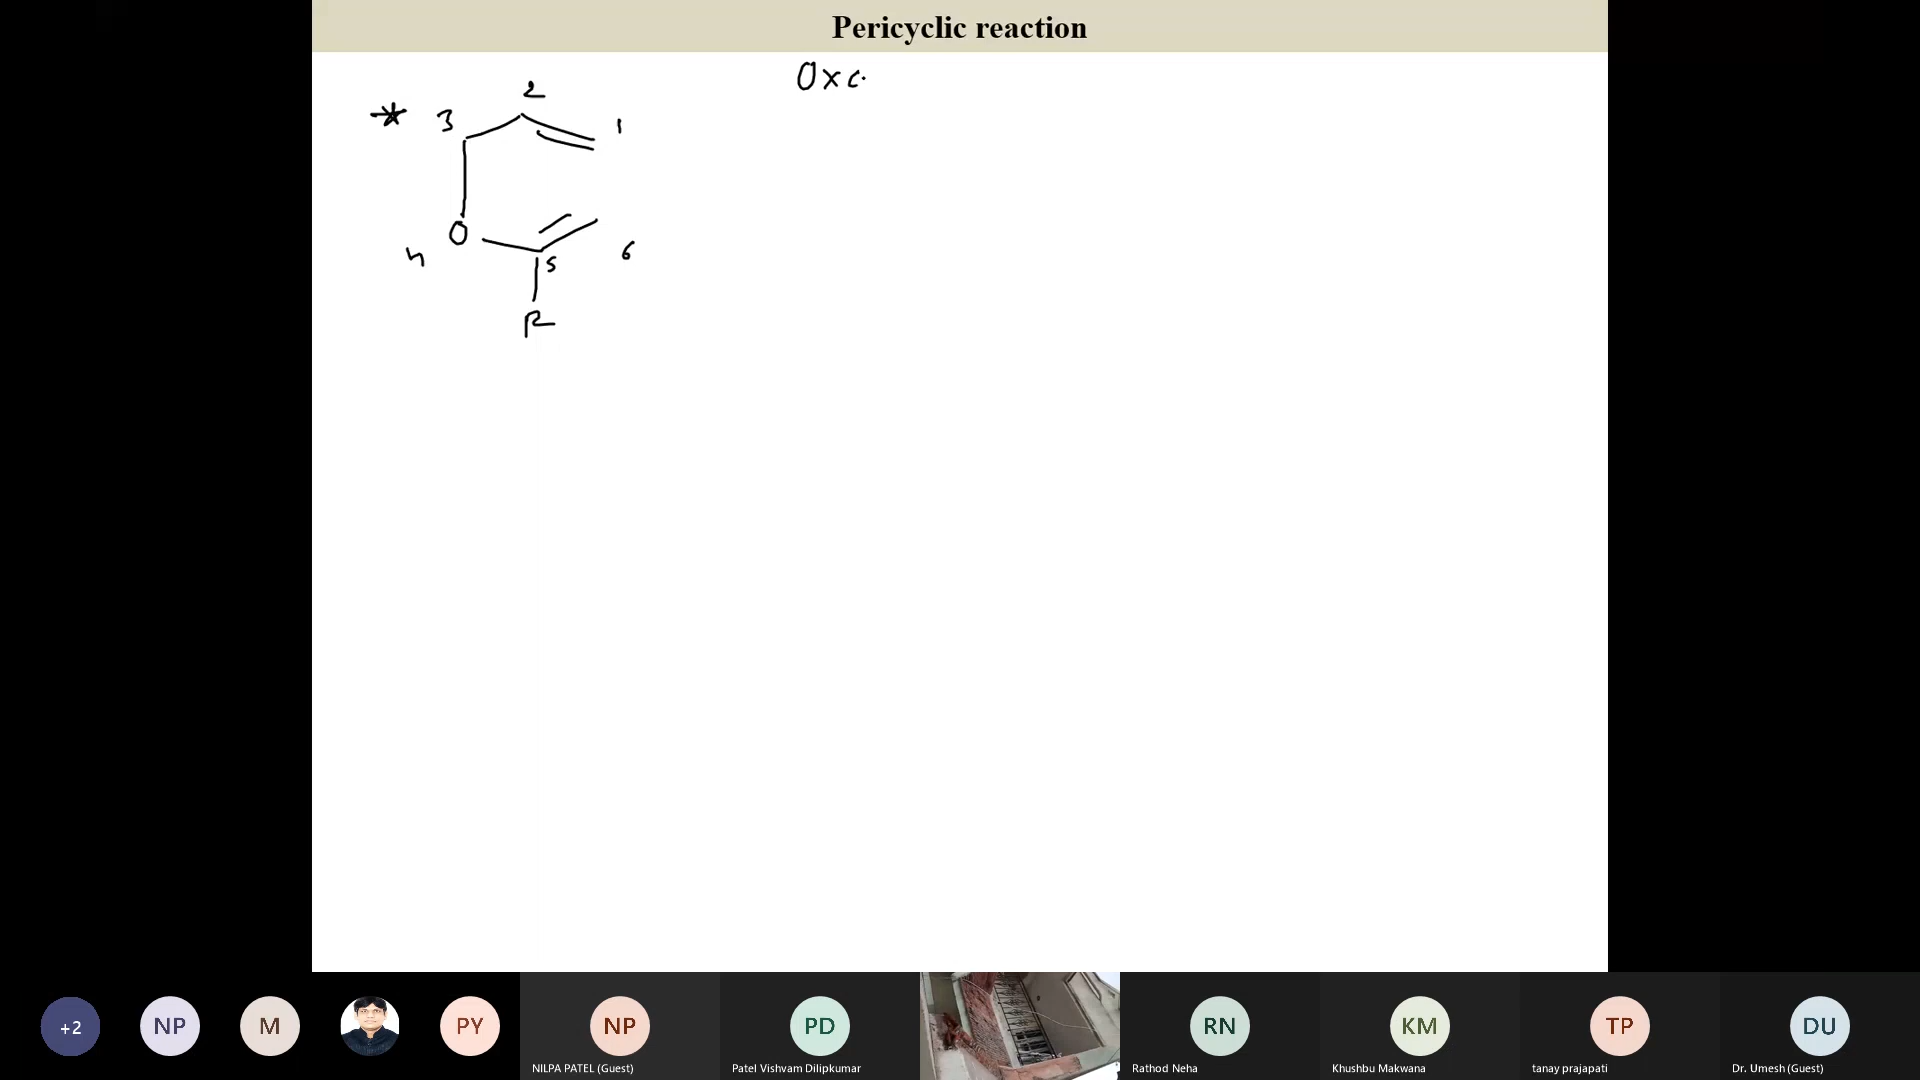 Pericyclic reaction
Oxa
2
3
1
O
4
5
6
R
+2
NP
M
PY
NP
PD
RN
KM
TP
DU
NILPA PATEL (Guest)
Patel Vishvam Dilipkumar
Rathod Neha
Khushbu Makwana
tanay prajapati
Dr. Umesh (Guest)